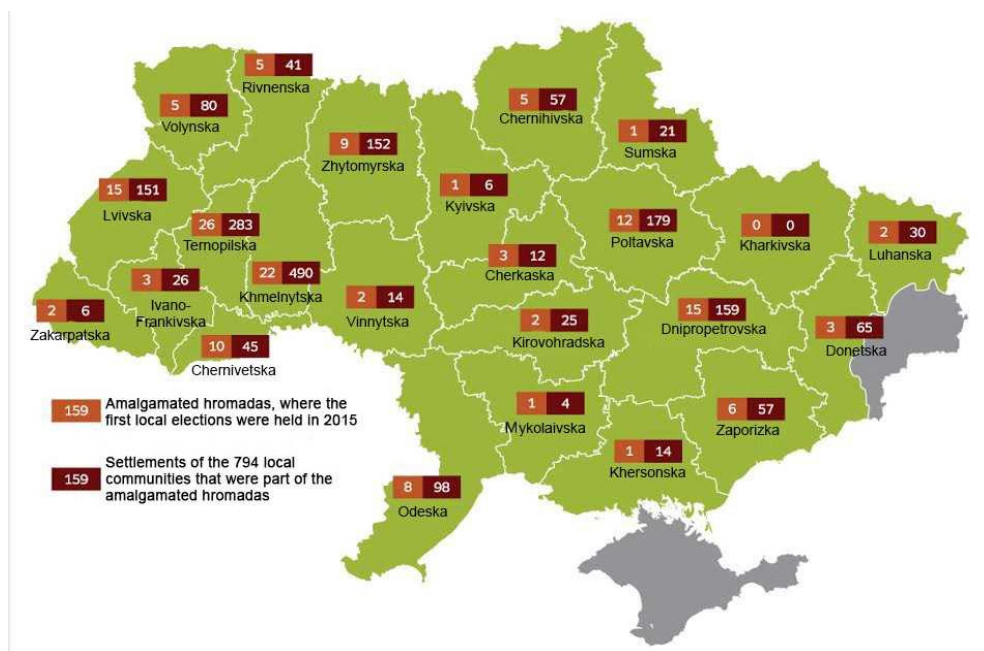 5 41
Rivnenska
5 80
Volynska
5 57
Chernihivska
1 21
Sumska
9 152
Zhytomyrska
15 151
Lvivska
1 6
Kyivska
26 283
Ternopilska
12 179
Poltavska
0 0
Kharkivska
2 30
Luhanska
3 12
Cherkaska
3 26
Ivano-
Frankivska
22 490
Khmelnytska
2 6
Zakarpatska
2 14
Vinnytska
2 25
Kirovohradska
15 159
Dnipropetrovska
3 65
Donetska
10 45
Chernivetska
1 4
Mykolaivska
6 57
Zaporizka
1 14
Khersonska
8 98
Odeska
159 Amalgamated hromadas, where the
first local elections were held in 2015
159 Settlements of the 794 local
communities that were part of the
amalgamated hromadas